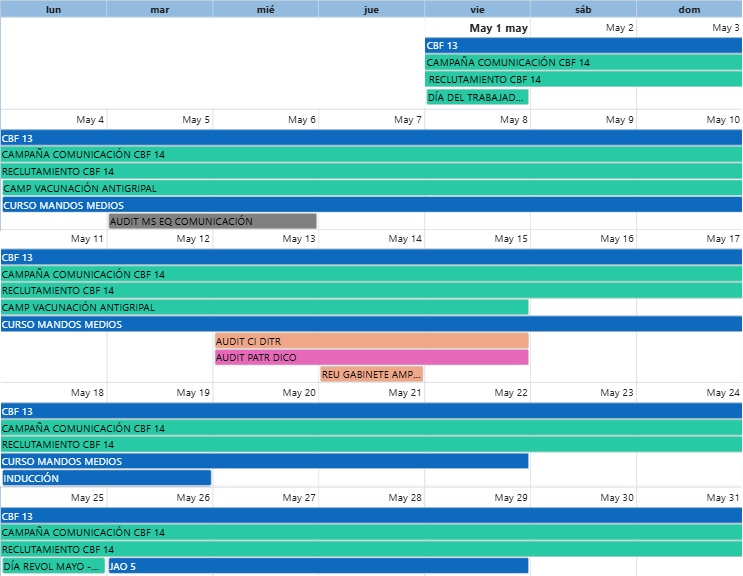 lun mar mié jue vie sáb dom
May 1 may May 2 May 3
CBF 13
CAMPAÑA COMUNICACIÓN CBF 14
RECLUTAMIENTO CBF 14
DÍA DEL TRABAJAD...
May 4 May 5 May 6 May 7 May 8 May 9 May 10
CBF 13
CAMPAÑA COMUNICACIÓN CBF 14
RECLUTAMIENTO CBF 14
CAMP VACUNACIÓN ANTIGRIPAL
CURSO MANDOS MEDIOS
AUDIT MS EQ COMUNICACIÓN
May 11 May 12 May 13 May 14 May 15 May 16 May 17
CBF 13
CAMPAÑA COMUNICACIÓN CBF 14
RECLUTAMIENTO CBF 14
CAMP VACUNACIÓN ANTIGRIPAL
CURSO MANDOS MEDIOS
AUDIT CI DITR
AUDIT PATR DICO
REU GABINETE AMP...
May 18 May 19 May 20 May 21 May 22 May 23 May 24
CBF 13
CAMPAÑA COMUNICACIÓN CBF 14
RECLUTAMIENTO CBF 14
CURSO MANDOS MEDIOS
INDUCCIÓN
May 25 May 26 May 27 May 28 May 29 May 30 May 31
CBF 13
CAMPAÑA COMUNICACIÓN CBF 14
RECLUTAMIENTO CBF 14
DÍA REVOL MAYO -... JAO 5